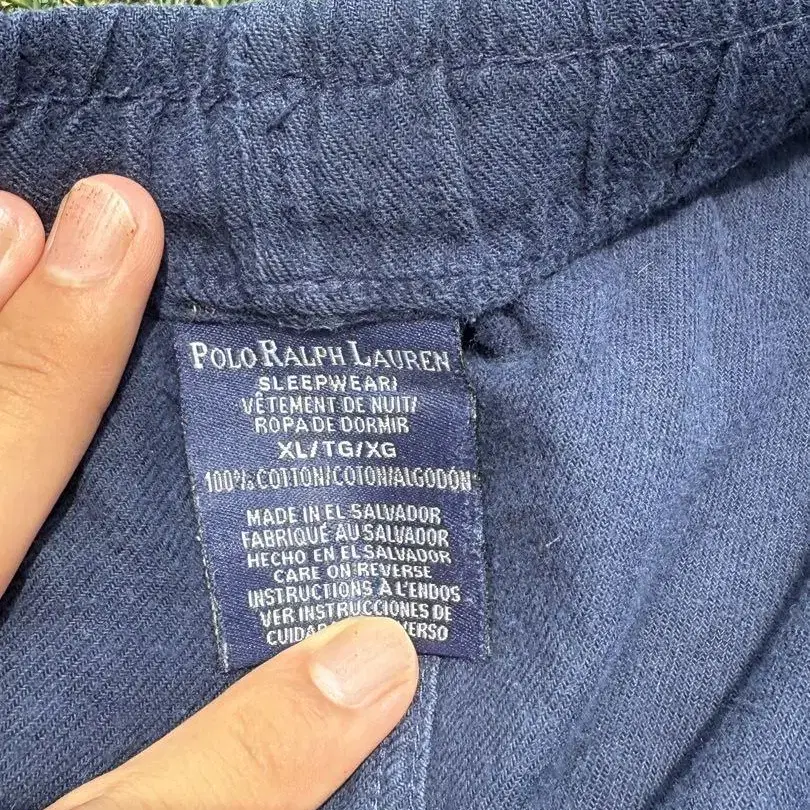 POLO RALPH LAUREN
SLEEPWEAR/
VÊTEMENT DE NUIT/
ROPA DE DORMIR
XL/TG/XG
100% COTTON/COTON/ALGODÓN
MADE IN EL SALVADOR
FABRIQUÉ AU SALVADOR
HECHO EN EL SALVADOR
CARE ON REVERSE
INSTRUCTIONS À L'ENDOS
VER INSTRUCCIONES DE